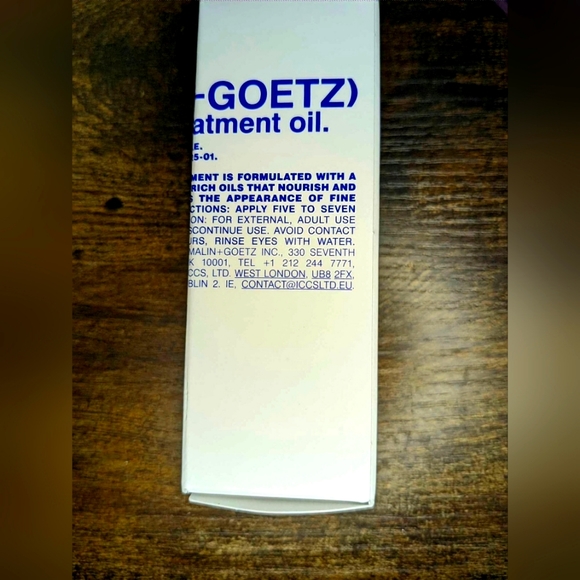 -GOETZ)
atment oil.
E.
5-01.
MENT IS FORMULATED WITH A
RICH OILS THAT NOURISH AND
THE APPEARANCE OF FINE
CTIONS: APPLY FIVE TO SEVEN
ON: FOR EXTERNAL, ADULT USE
SCONTINUE USE. AVOID CONTACT
URS, RINSE EYES WITH WATER.
MALIN+GOETZ INC., 330 SEVENTH
K 10001, TEL +1 212 244 7771,
CCS, LTD. WEST LONDON, UB8 2FX,
BLIN 2. IE, CONTACT@ICCSLTD.EU.